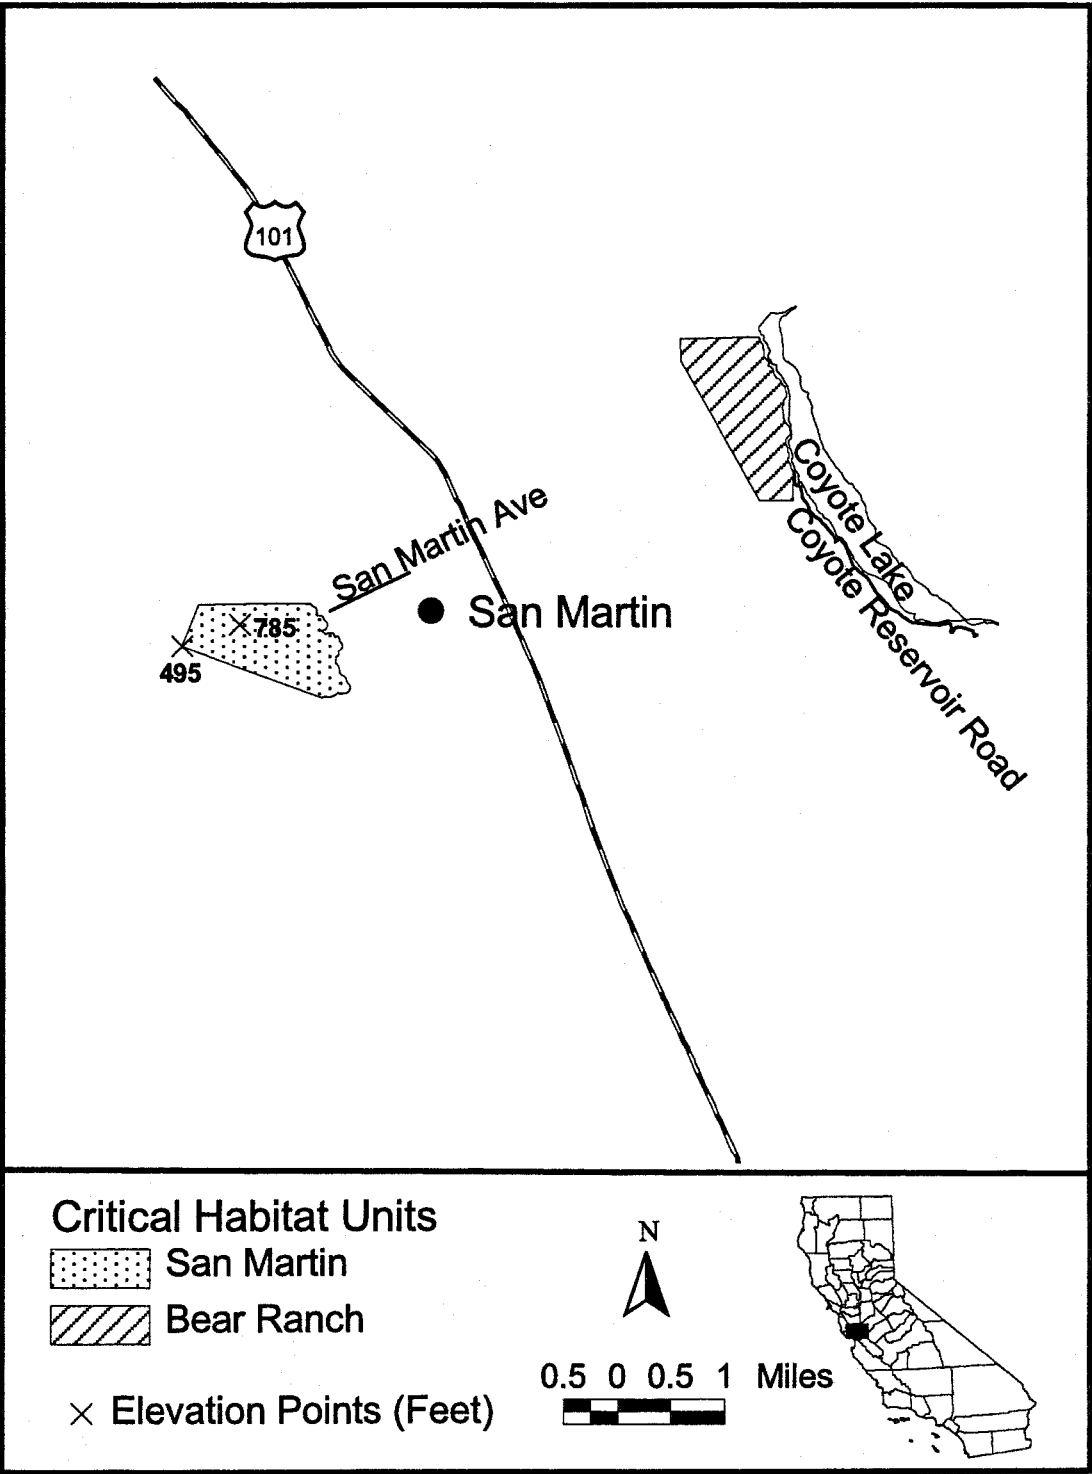 101
Coyote Lake
San Martin Ave
Coyote Reservoir Road
San Martin
785
495
Critical Habitat Units
San Martin
Bear Ranch
Elevation Points (Feet)
N
0.5 0 0.5 1 Miles